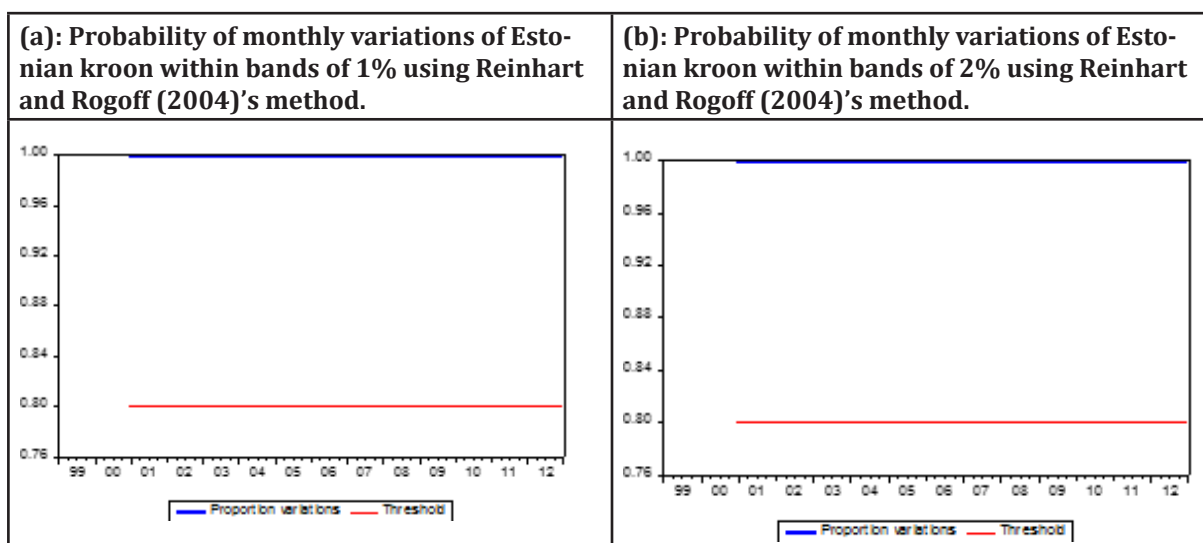 (a): Probability of monthly variations of Esto-
nian kroon within bands of 1% using Reinhart
and Rogoff (2004)'s method.
(b): Probability of monthly variations of Esto-
nian kroon within bands of 2% using Reinhart
and Rogoff (2004)'s method.
1.00
0.96
0.92
0.88
0.84
0.80
0.76
99 00 01 02 03 04 05 06 07 08 09 10 11 12
Proportion variations Threshold
1.00
0.96
0.92
0.88
0.84
0.80
0.76
99 00 01 02 03 04 05 06 07 08 09 10 11 12
Proportion variations Threshold